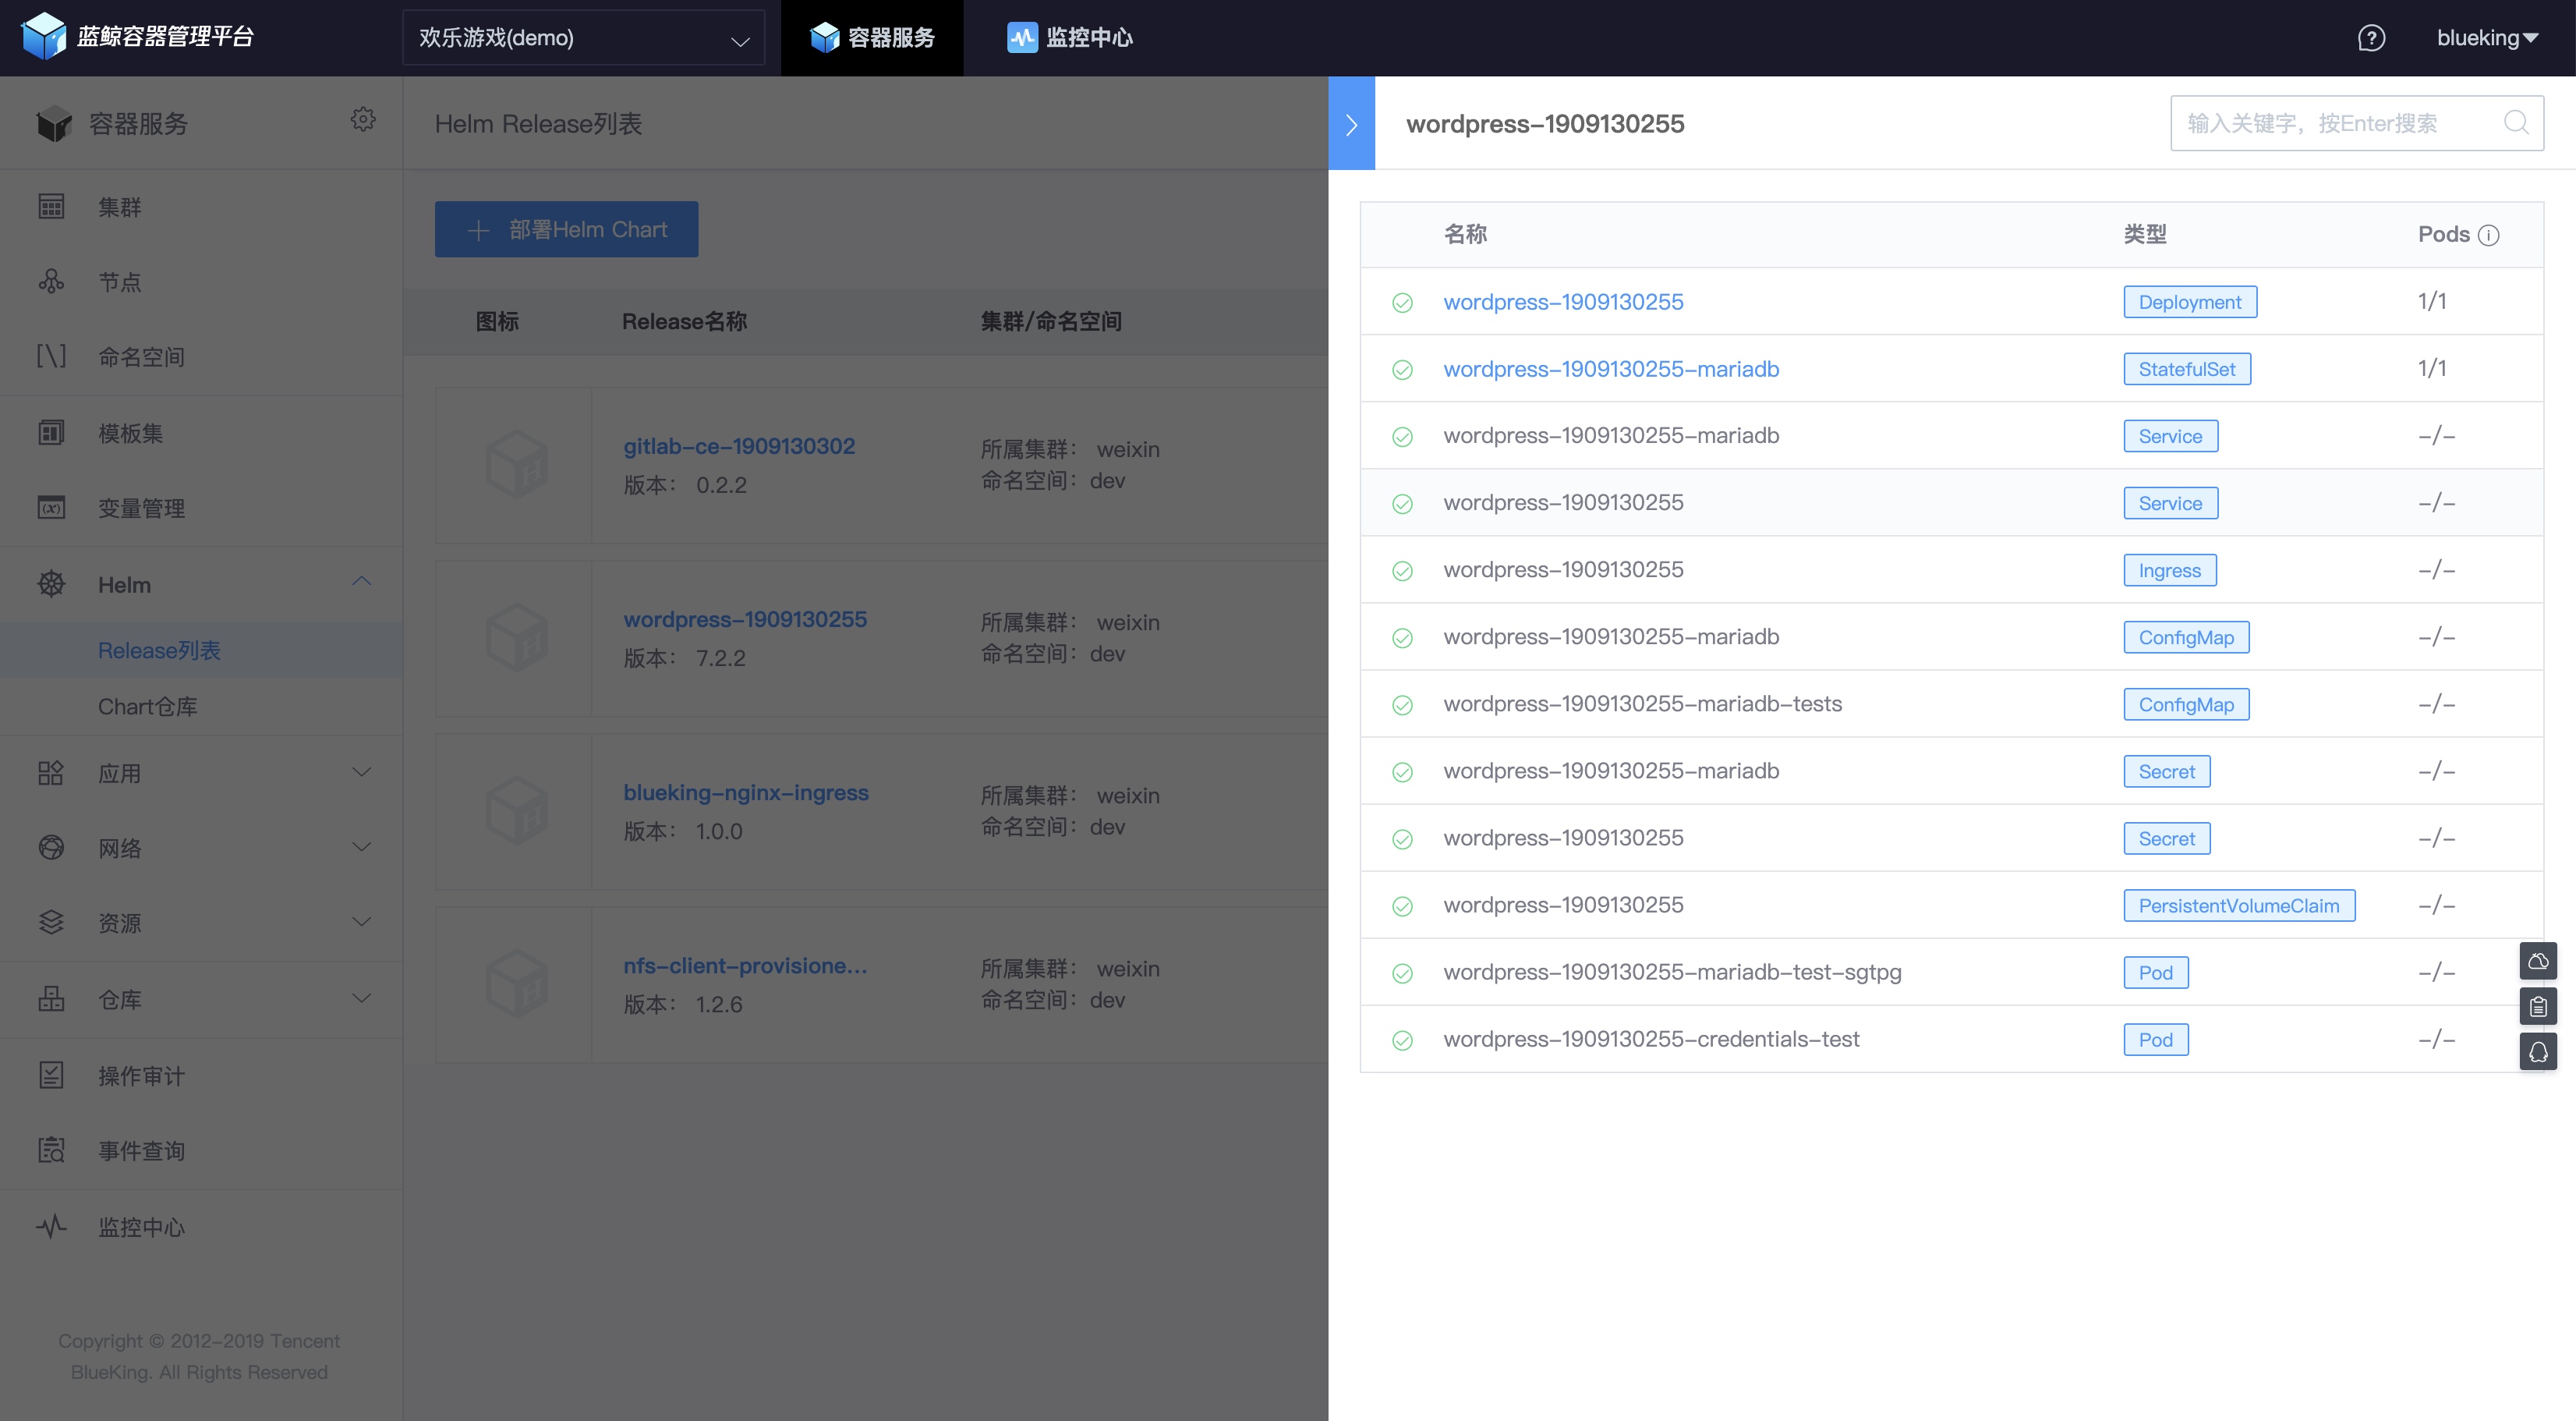 蓝鲸容器管理平台
欢乐游戏(demo)
容器服务
监控中心
blueking
容器服务
集群
节点
命名空间
模板集
变量管理
Helm
Release列表
Chart仓库
应用
网络
资源
仓库
操作审计
事件查询
监控中心
Copyright © 2012-2019 Tencent
BlueKing. All Rights Reserved
Helm Release列表
部署Helm Chart
图标 Release名称 集群/命名空间
gitlab-ce-1909130302
版本： 0.2.2
所属集群： weixin
命名空间：dev
wordpress-1909130255
版本： 7.2.2
所属集群： weixin
命名空间：dev
blueking-nginx-ingress
版本： 1.0.0
所属集群： weixin
命名空间：dev
nfs-client-provisione...
版本： 1.2.6
所属集群： weixin
命名空间：dev
wordpress-1909130255
输入关键字，按Enter搜索
名称 类型 Pods
wordpress-1909130255 Deployment 1/1
wordpress-1909130255-mariadb StatefulSet 1/1
wordpress-1909130255-mariadb Service -/-
wordpress-1909130255 Service -/-
wordpress-1909130255 Ingress -/-
wordpress-1909130255-mariadb ConfigMap -/-
wordpress-1909130255-mariadb-tests ConfigMap -/-
wordpress-1909130255-mariadb Secret -/-
wordpress-1909130255 Secret -/-
wordpress-1909130255 PersistentVolumeClaim -/-
wordpress-1909130255-mariadb-test-sgtpg Pod -/-
wordpress-1909130255-credentials-test Pod -/-